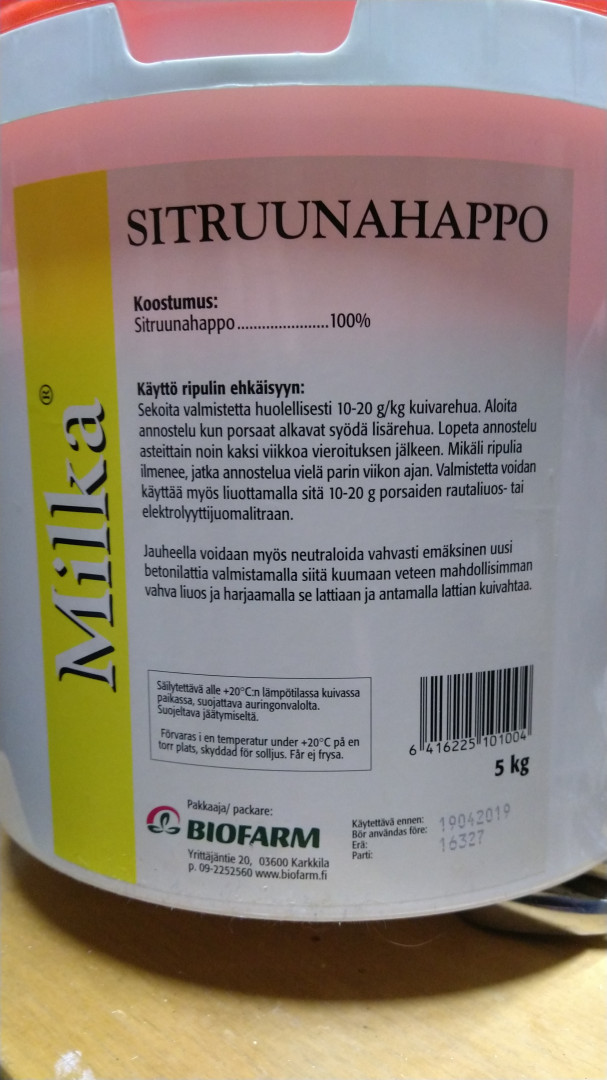 SITRUUNAHAPPO
Koostumus:
Sitruunahappo......................100%
Käyttö ripulin ehkäisyyn:
Sekoita valmistetta huolellisesti 10-20 g/kg kuivarehua. Aloita
annostelu kun porsaat alkavat syödä lisärehua. Lopeta annostelu
asteittain noin kaksi viikkoa vieroituksen jälkeen. Mikäli ripulia
ilmenee, jatka annostelua vielä parin viikon ajan. Valmistetta voidan
käyttää myös liuottamalla sitä 10-20 g porsaiden rautaliuos- tai
elektrolyyttijuomalitraan.
Jauheella voidaan myös neutraloida vahvasti emäksinen uusi
betonilattia valmistamalla siitä kuumaan veteen mahdollisimman
vahva liuos ja harjaamalla se lattiaan ja antamalla lattian kuivahtaa.
Milka®
Säilytettävä alle +20°C:n lämpötilassa kuivassa
paikassa, suojattava auringonvalolta.
Suojeltava jäätymiseltä.
Förvaras i en temperatur under +20°C på en
torr plats, skyddad för solljus. Får ej frysa.
6 416225 101004
5 kg
Pakkaaja/ packare:
BIOFARM
Yrittäjäntie 20, 03600 Karkkila
p. 09-2252560 www.biofarm.fi
Käytettävä ennen: 19042019
Bör användas före:
Erä: 16327
Parti: